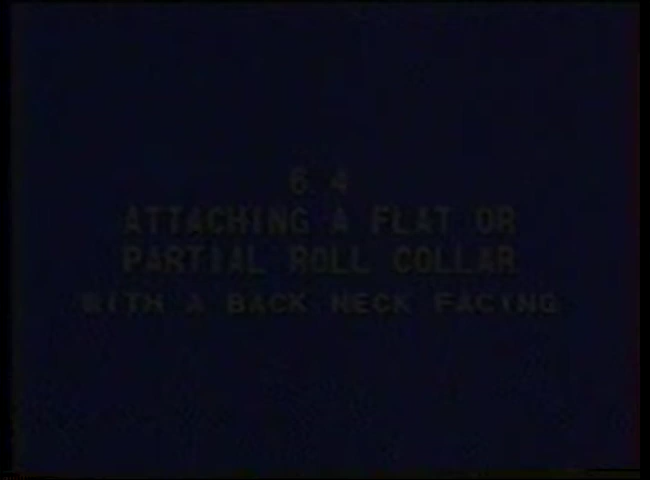 6.4
ATTACHING A FLAT OR
PARTIAL ROLL COLLAR
WITH A BACK NECK FACING